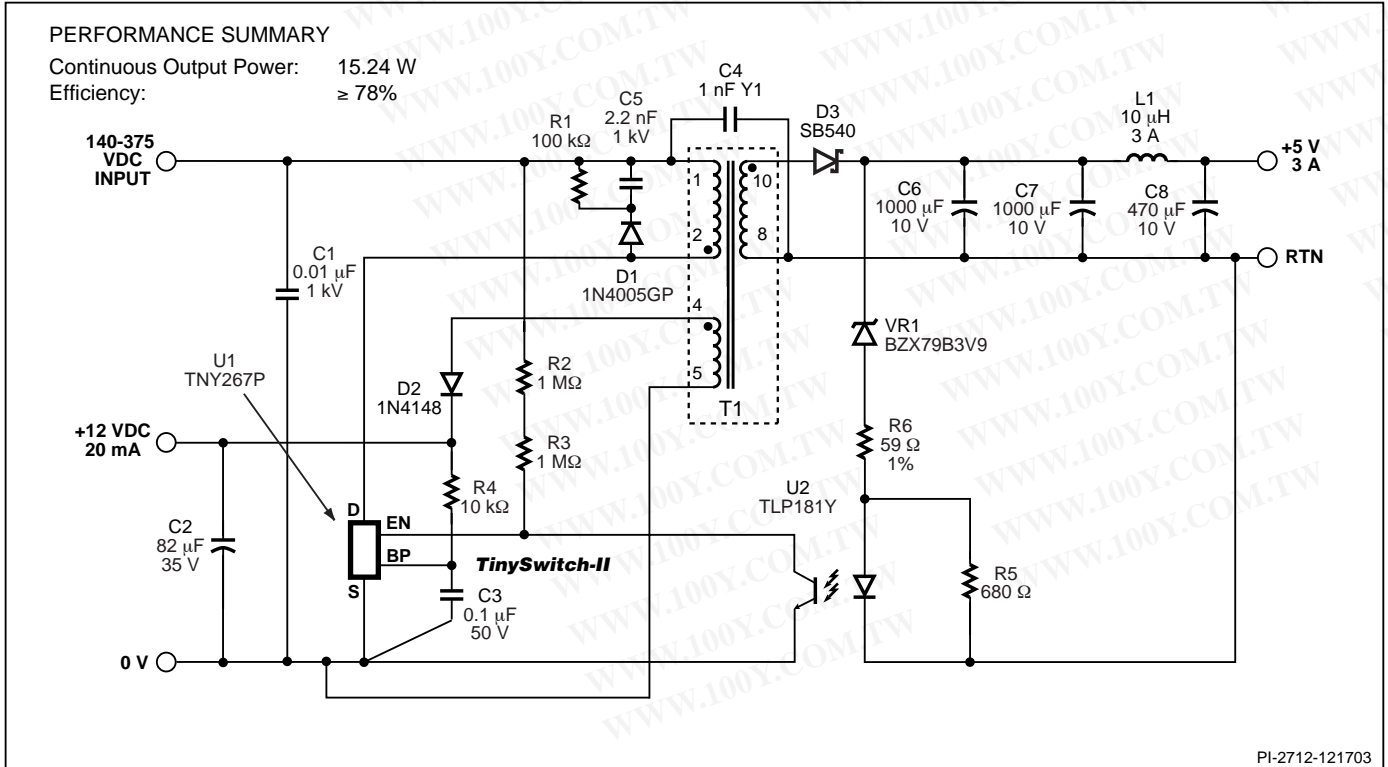 PERFORMANCE SUMMARY
Continuous Output Power: 15.24 W
Efficiency: ≥ 78%
140-375
VDC
INPUT
R1
100 kΩ
C5
2.2 nF
1 kV
C4
1 nF Y1
D3
SB540
L1
10 μH
3 A
+5 V
3 A
1
2
10
8
C6
1000 μF
10 V
C7
1000 μF
10 V
C8
470 μF
10 V
RTN
C1
0.01 μF
1 kV
D1
1N4005GP
4
5
T1
VR1
BZX79B3V9
U1
TNY267P
D2
1N4148
R2
1 MΩ
+12 VDC
20 mA
R3
1 MΩ
R6
59 Ω
1%
R4
10 kΩ
U2
TLP181Y
C2
82 μF
35 V
D
EN
BP
S
TinySwitch-II
C3
0.1 μF
50 V
R5
680 Ω
0 V
PI-2712-121703
WWW.100Y.COM.TW